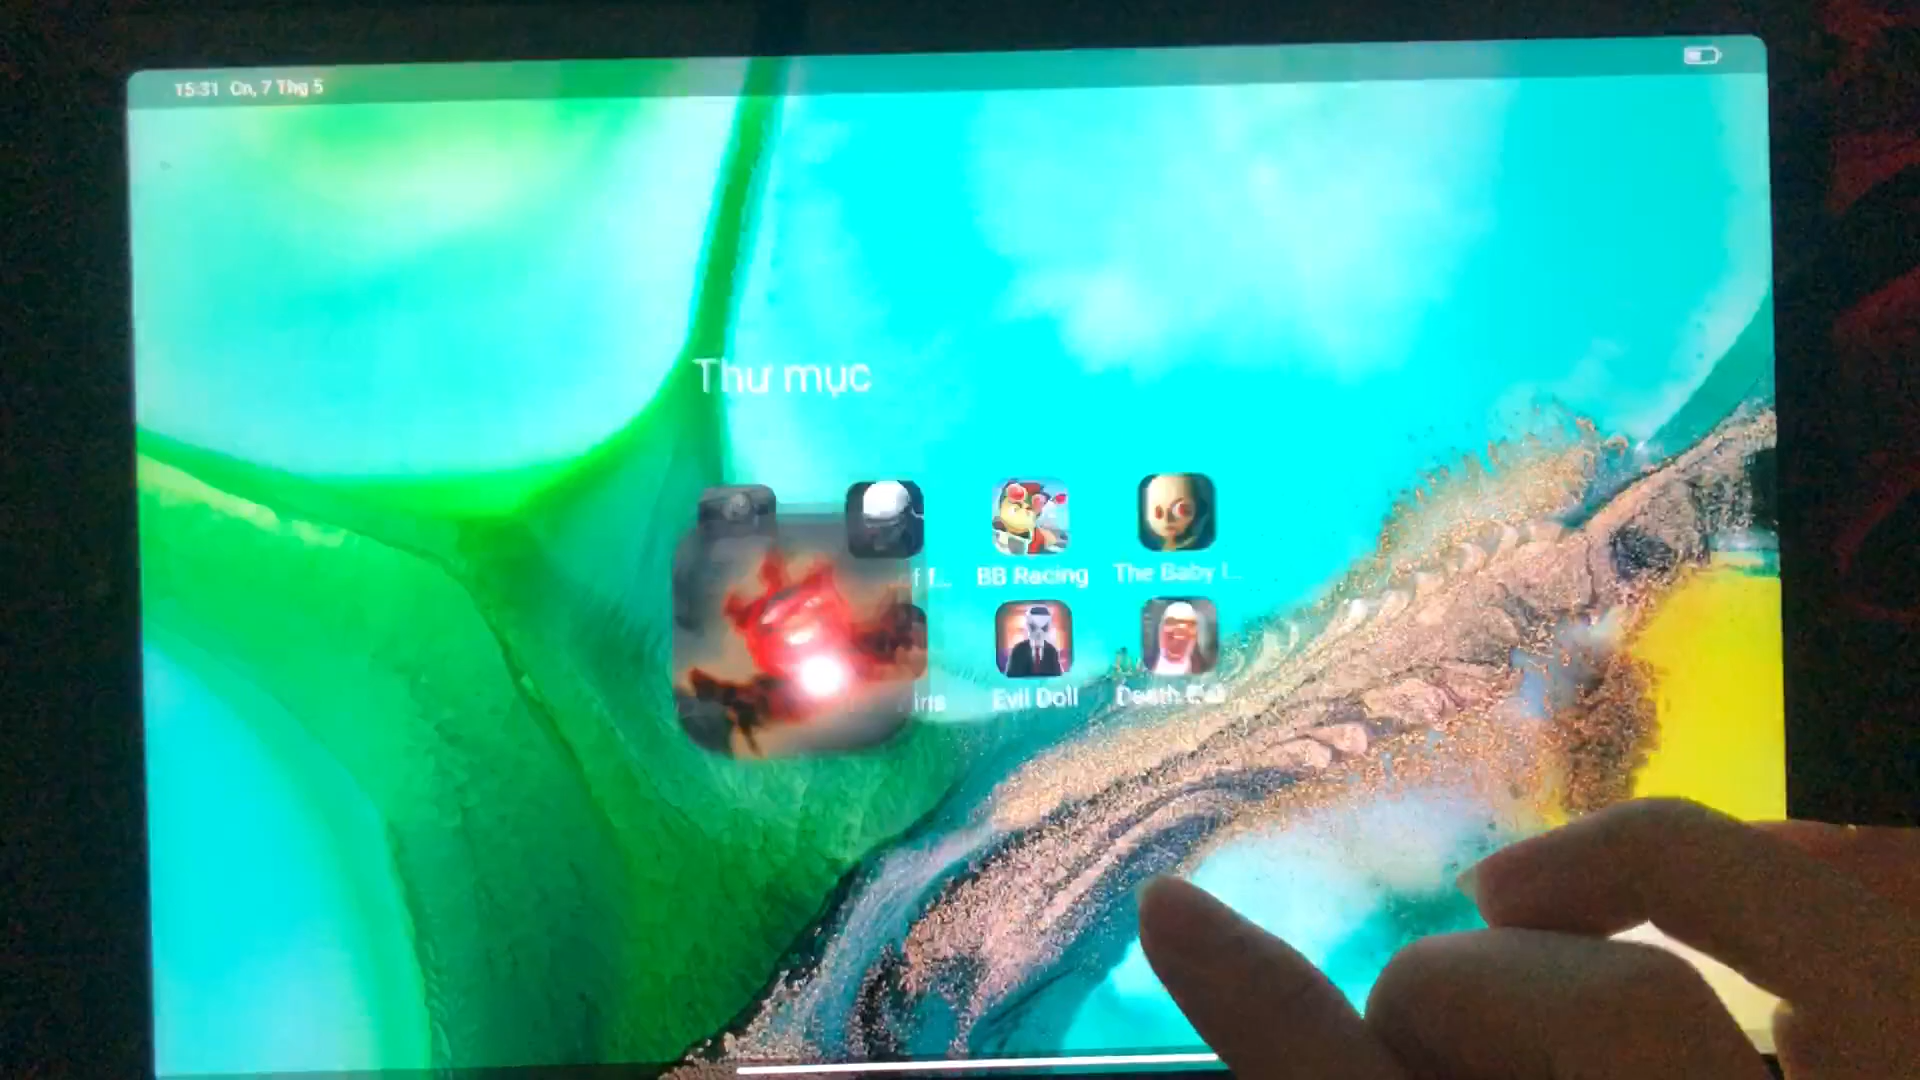 15:31 CN, 7 Thg 5
Thư mục
f f...
BB Racing
The Baby I...
Evil Doll